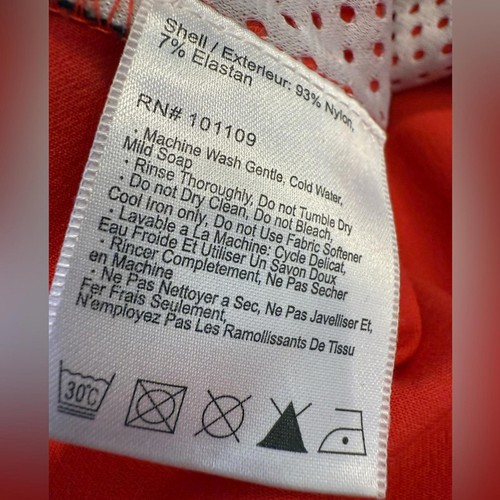 Shell / Exterieur: 93% Nylon,
7% Elastan
RN# 101109
· Machine Wash Gentle, Cold Water,
Mild Soap
· Rinse Thoroughly, Do not Tumble Dry
· Do not Dry Clean, Do not Bleach,
Cool Iron only, Do not Use Fabric Softener
· Lavable a La Machine: Cycle Delicat,
Eau Froide Et Utiliser Un Savon Doux
· Rincer Completement, Ne Pas Secher
en Machine
· Ne Pas Nettoyer a Sec, Ne Pas Javelliser Et,
Fer Frais Seulement,
N'employez Pas Les Ramollissants De Tissu
30°C